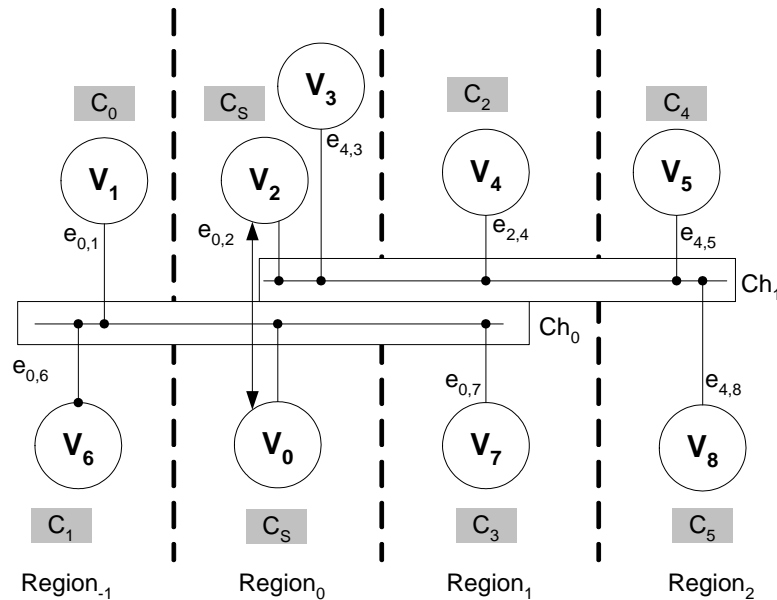 C0
CS
V3
C2
C4
V1
V2
V4
V5
e4,3
e0,1
e0,2
e2,4
e4,5
Ch1
Ch0
e0,6
e0,7
e4,8
V6
V0
V7
V8
C1
CS
C3
C5
Region-1
Region0
Region1
Region2